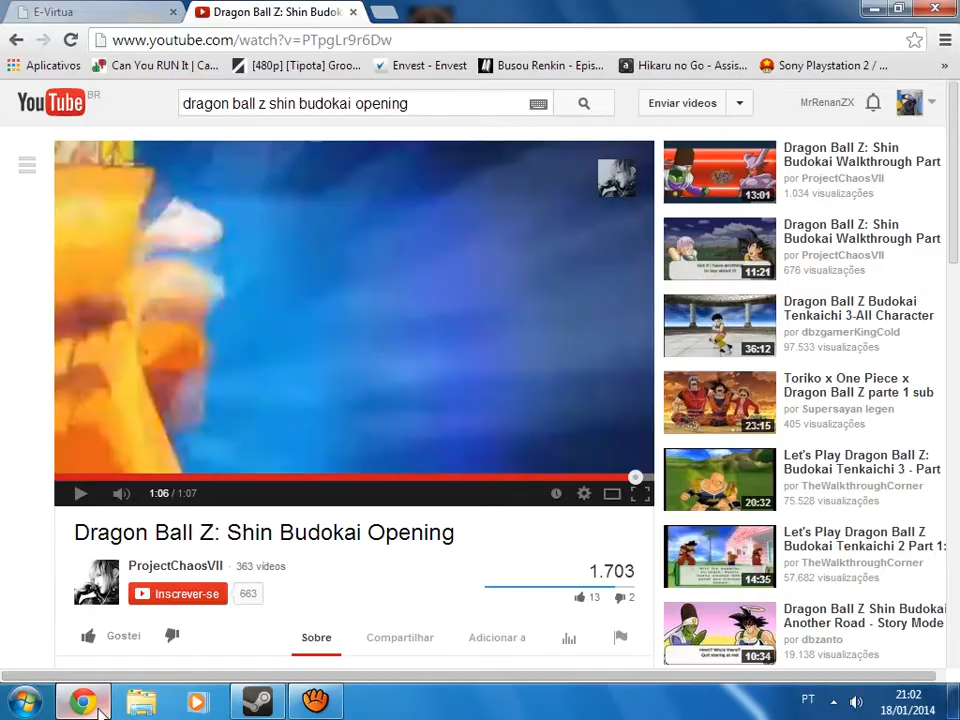 E-Virtua
Dragon Ball Z: Shin Budok
www.youtube.com/watch?v=PTpgLr9r6Dw
Aplicativos
Can You RUN It | Ca...
[480p] [Tipota] Groo...
Envest - Envest
Busou Renkin - Epis...
Hikaru no Go - Assis...
Sony Playstation 2 / ...
»
You Tube BR
dragon ball z shin budokai opening
Enviar vídeos
MrRenanZX
Dragon Ball Z: Shin
Budokai Walkthrough Part
por ProjectChaosVII
1.034 visualizações
VS
13:01
Dragon Ball Z: Shin
Budokai Walkthrough Part
por ProjectChaosVII
676 visualizações
11:21
Dragon Ball Z Budokai
Tenkaichi 3-All Character
por dbzgamerKingCold
97.533 visualizações
36:12
Toriko x One Piece x
Dragon Ball Z parte 1 sub
por Supersayan legen
405 visualizações
23:15
Let's Play Dragon Ball Z:
Budokai Tenkaichi 3 - Part
por TheWalkthroughCorner
75.528 visualizações
20:32
Let's Play Dragon Ball Z
Budokai Tenkaichi 2 Part 1:
por TheWalkthroughCorner
57.682 visualizações
14:35
Dragon Ball Z Shin Budokai
Another Road - Story Mode
por dbzanto
19.138 visualizações
10:34
1:06 / 1:07
Dragon Ball Z: Shin Budokai Opening
ProjectChaosVII · 363 vídeos
Inscrever-se 663
1.703
13 2
Gostei
Sobre
Compartilhar
Adicionar a
PT
21:02
18/01/2014